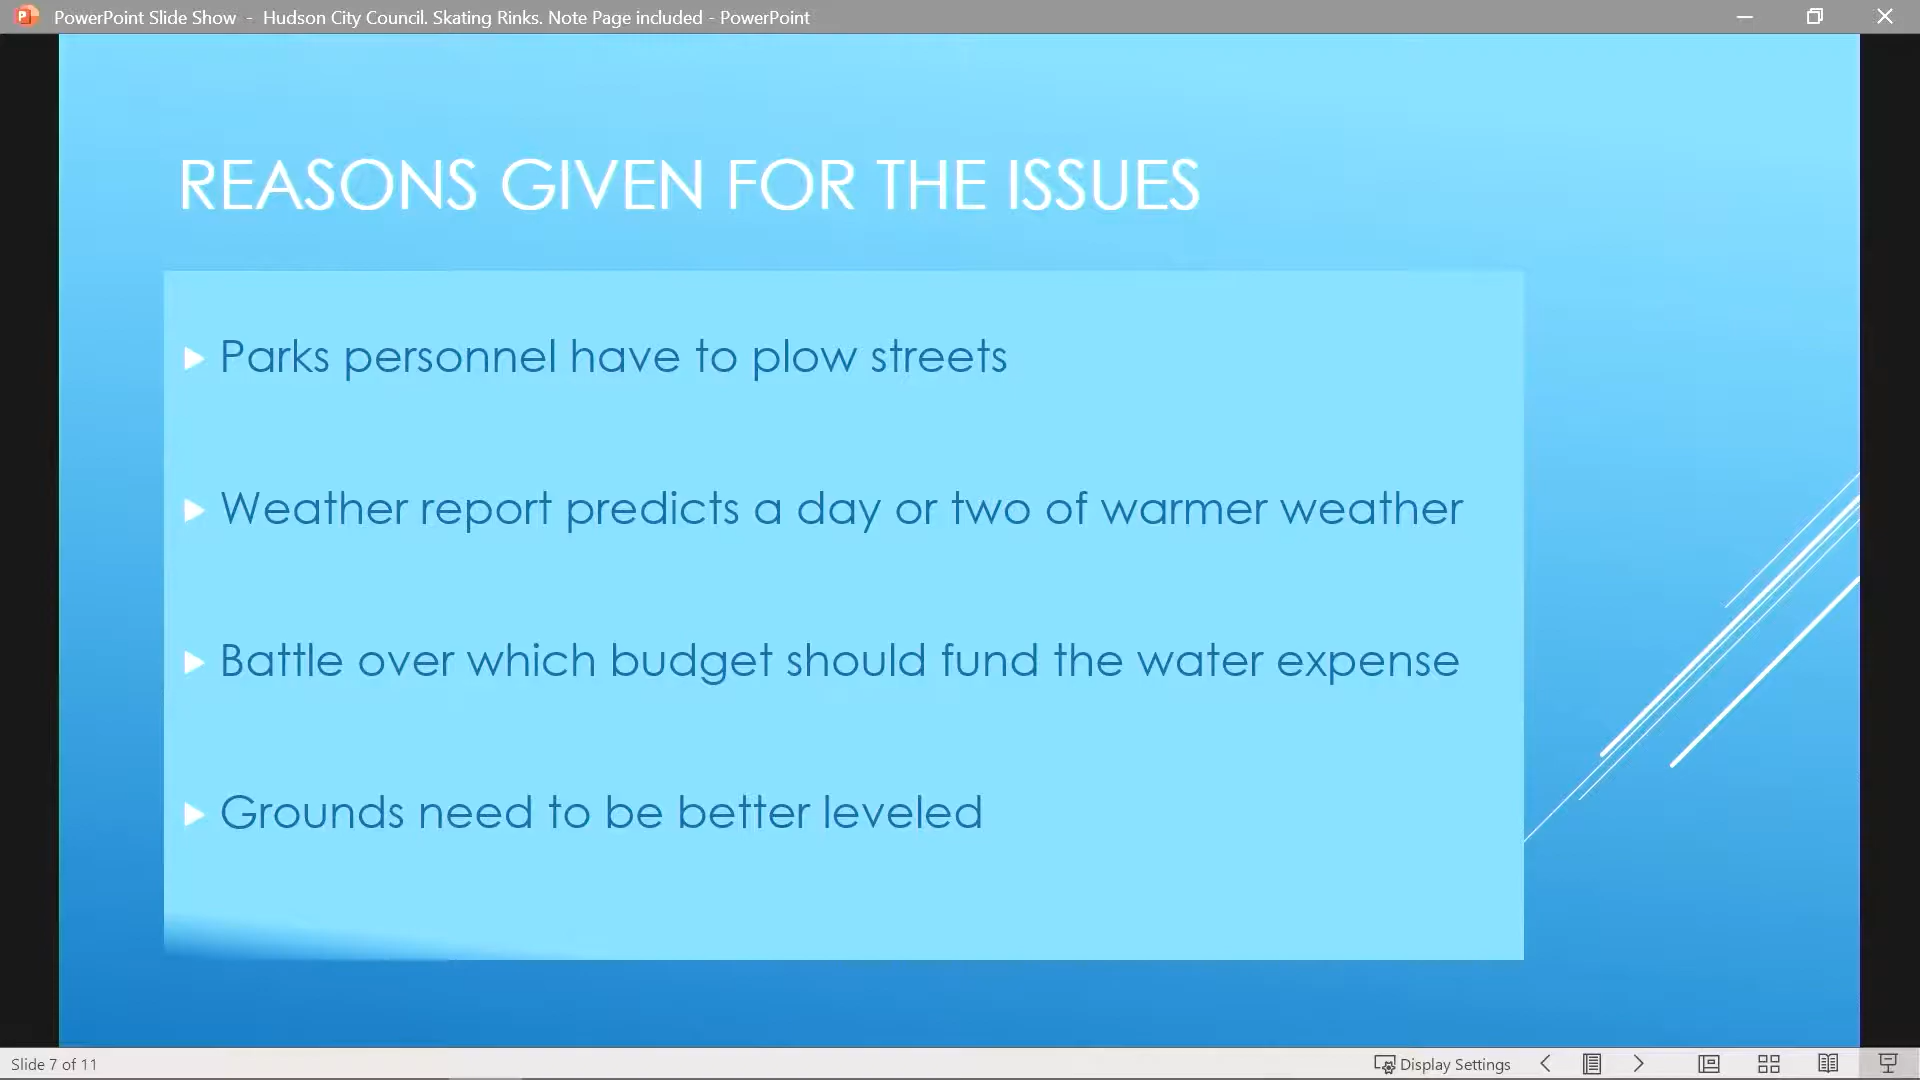 PowerPoint Slide Show - Hudson City Council. Skating Rinks. Note Page included - PowerPoint
REASONS GIVEN FOR THE ISSUES
Parks personnel have to plow streets
Weather report predicts a day or two of warmer weather
Battle over which budget should fund the water expense
Grounds need to be better leveled
Slide 7 of 11
Display Settings